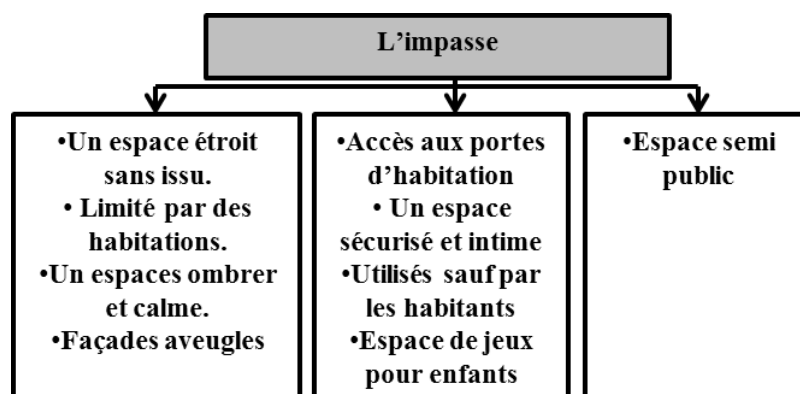 L'impasse
•Un espace étroit
sans issu.
• Limité par des
habitations.
•Un espaces ombrer
et calme.
•Façades aveugles
•Accès aux portes
d'habitation
• Un espace
sécurisé et intime
•Utilisés sauf par
les habitants
•Espace de jeux
pour enfants
•Espace semi
public